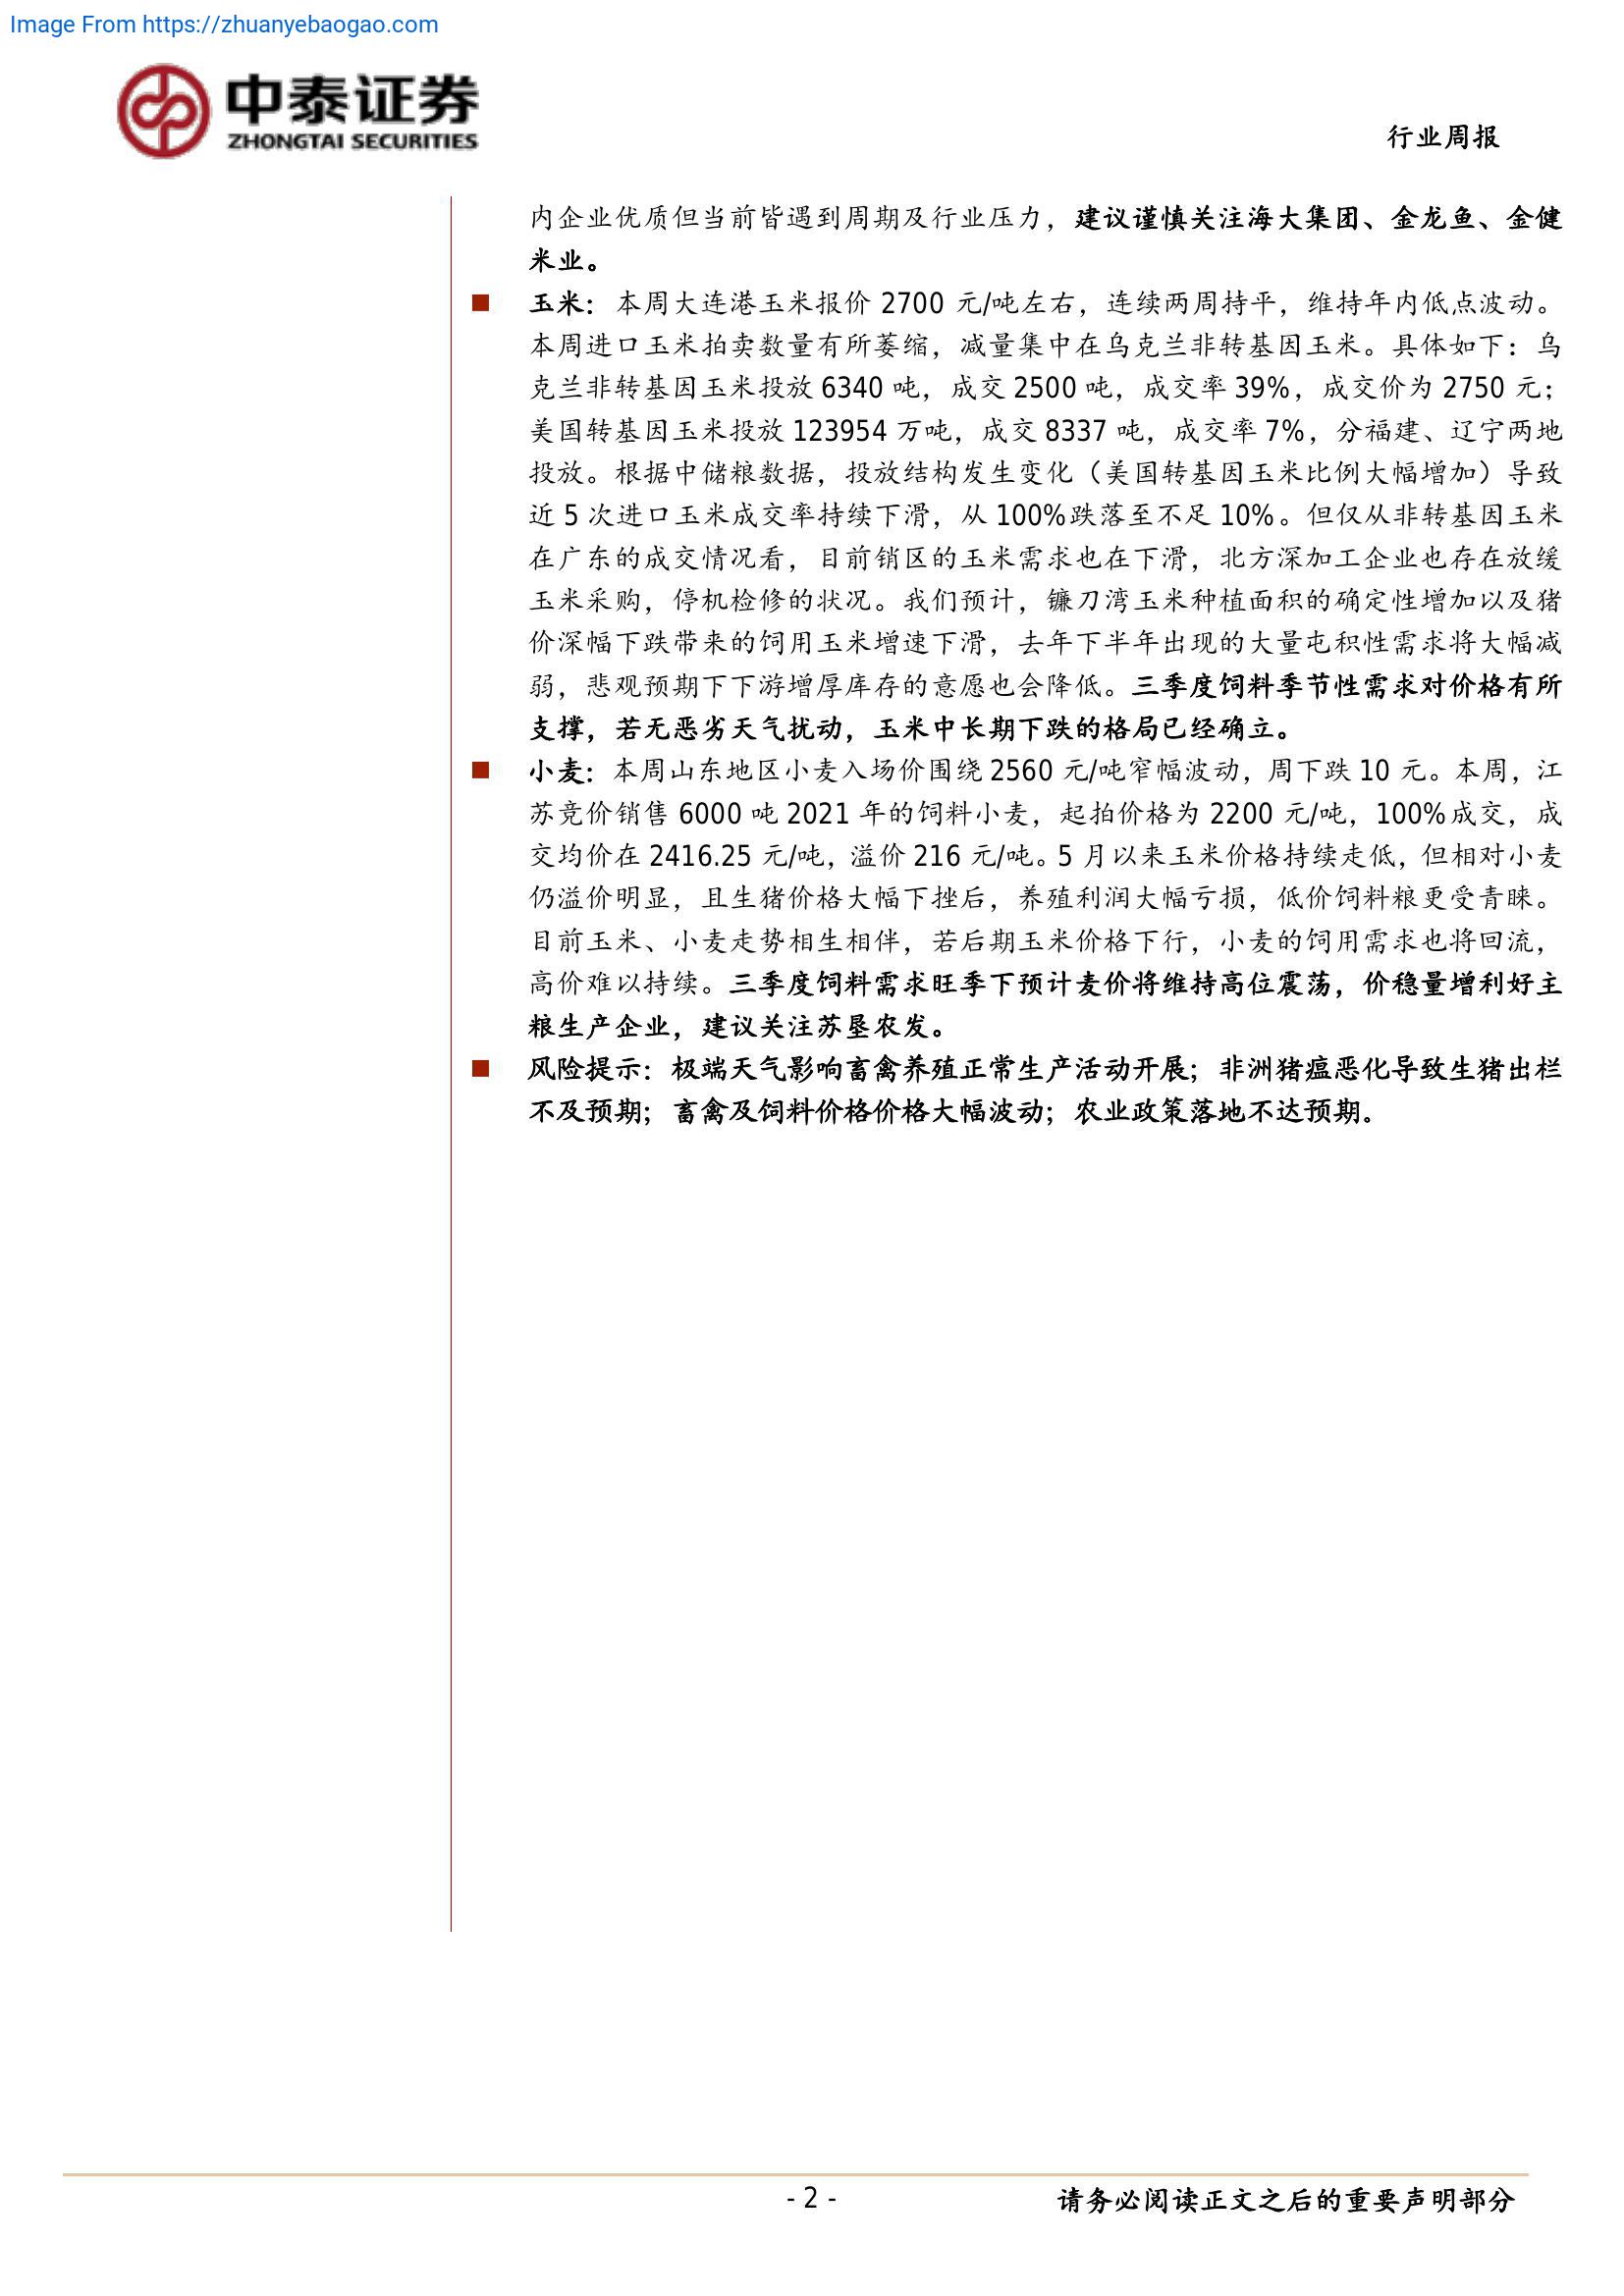 Image From https://zhuanyebaogao.com
中泰证券
ZHONGTAI SECURITIES
行业周报
内企业优质但当前皆遇到周期及行业压力，建议谨慎关注海大集团、金龙鱼、金健
米业。
玉米：本周大连港玉米报价 2700 元/吨左右，连续两周持平，维持年内低点波动。
本周进口玉米拍卖数量有所萎缩，减量集中在乌克兰非转基因玉米。具体如下：乌
克兰非转基因玉米投放 6340 吨，成交 2500 吨，成交率 39%，成交价为 2750 元；
美国转基因玉米投放 123954 万吨，成交 8337 吨，成交率 7%，分福建、辽宁两地
投放。根据中储粮数据，投放结构发生变化（美国转基因玉米比例大幅增加）导致
近 5 次进口玉米成交率持续下滑，从 100%跌落至不足 10%。但仅从非转基因玉米
在广东的成交情况看，目前销区的玉米需求也在下滑，北方深加工企业也存在放缓
玉米采购，停机检修的状况。我们预计，镰刀湾玉米种植面积的确定性增加以及猪
价深幅下跌带来的饲用玉米增速下滑，去年下半年出现的大量屯积性需求将大幅减
弱，悲观预期下下游增厚库存的意愿也会降低。三季度饲料季节性需求对价格有所
支撑，若无恶劣天气扰动，玉米中长期下跌的格局已经确立。
小麦：本周山东地区小麦入场价围绕 2560 元/吨窄幅波动，周下跌 10 元。本周，江
苏竞价销售 6000 吨 2021 年的饲料小麦，起拍价格为 2200 元/吨，100%成交，成
交均价在 2416.25 元/吨，溢价 216 元/吨。5 月以来玉米价格持续走低，但相对小麦
仍溢价明显，且生猪价格大幅下挫后，养殖利润大幅亏损，低价饲料粮更受青睐。
目前玉米、小麦走势相生相伴，若后期玉米价格下行，小麦的饲用需求也将回流，
高价难以持续。三季度饲料需求旺季下预计麦价将维持高位震荡，价稳量增利好主
粮生产企业，建议关注苏垦农发。
风险提示：极端天气影响畜禽养殖正常生产活动开展；非洲猪瘟恶化导致生猪出栏
不及预期；畜禽及饲料价格价格大幅波动；农业政策落地不达预期。
- 2 -
请务必阅读正文之后的重要声明部分